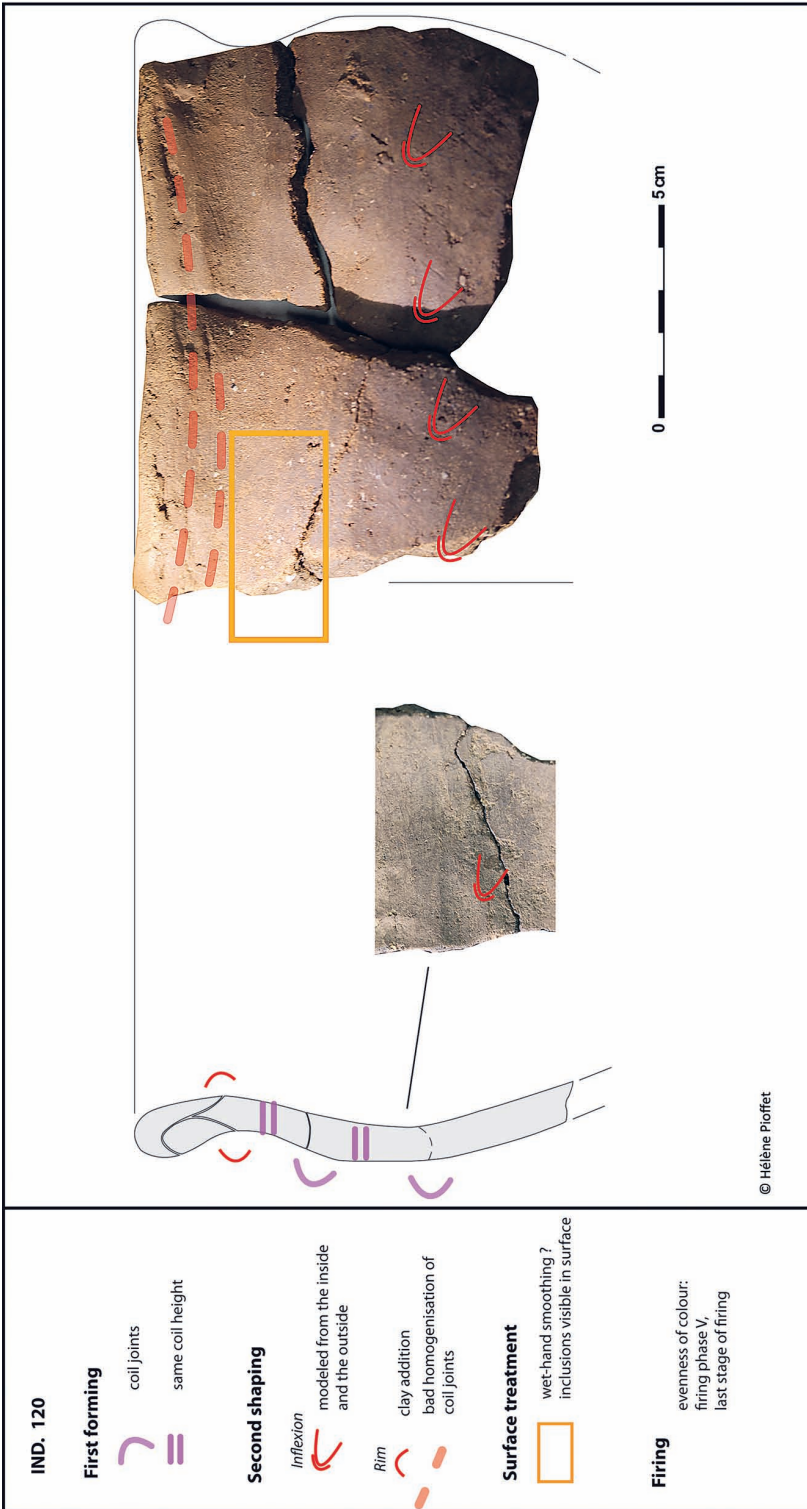 IND. 120
First forming
coil joints
same coil height
Second shaping
Inflexion
modeled from the inside
and the outside
Rim
clay addition
bad homogenisation of
coil joints
Surface treatment
wet-hand smoothing ?
inclusions visible in surface
Firing
evenness of colour:
firing phase V,
last stage of firing
© Hélène Pioffet
0
5 cm